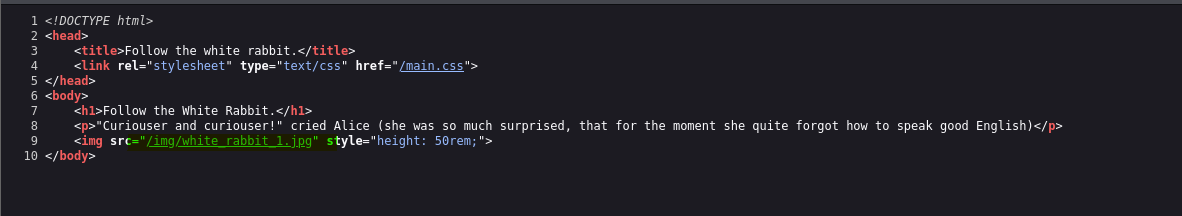 1 <!DOCTYPE html>
2 <head>
3     <title>Follow the white rabbit.</title>
4     <link rel="stylesheet" type="text/css" href="/main.css">
5 </head>
6 <body>
7     <h1>Follow the White Rabbit.</h1>
8     <p>"Curiouser and curiouser!" cried Alice (she was so much surprised, that for the moment she quite forgot how to speak good English)</p>
9     <img src="/img/white_rabbit_1.jpg" style="height: 50rem;">
10 </body>